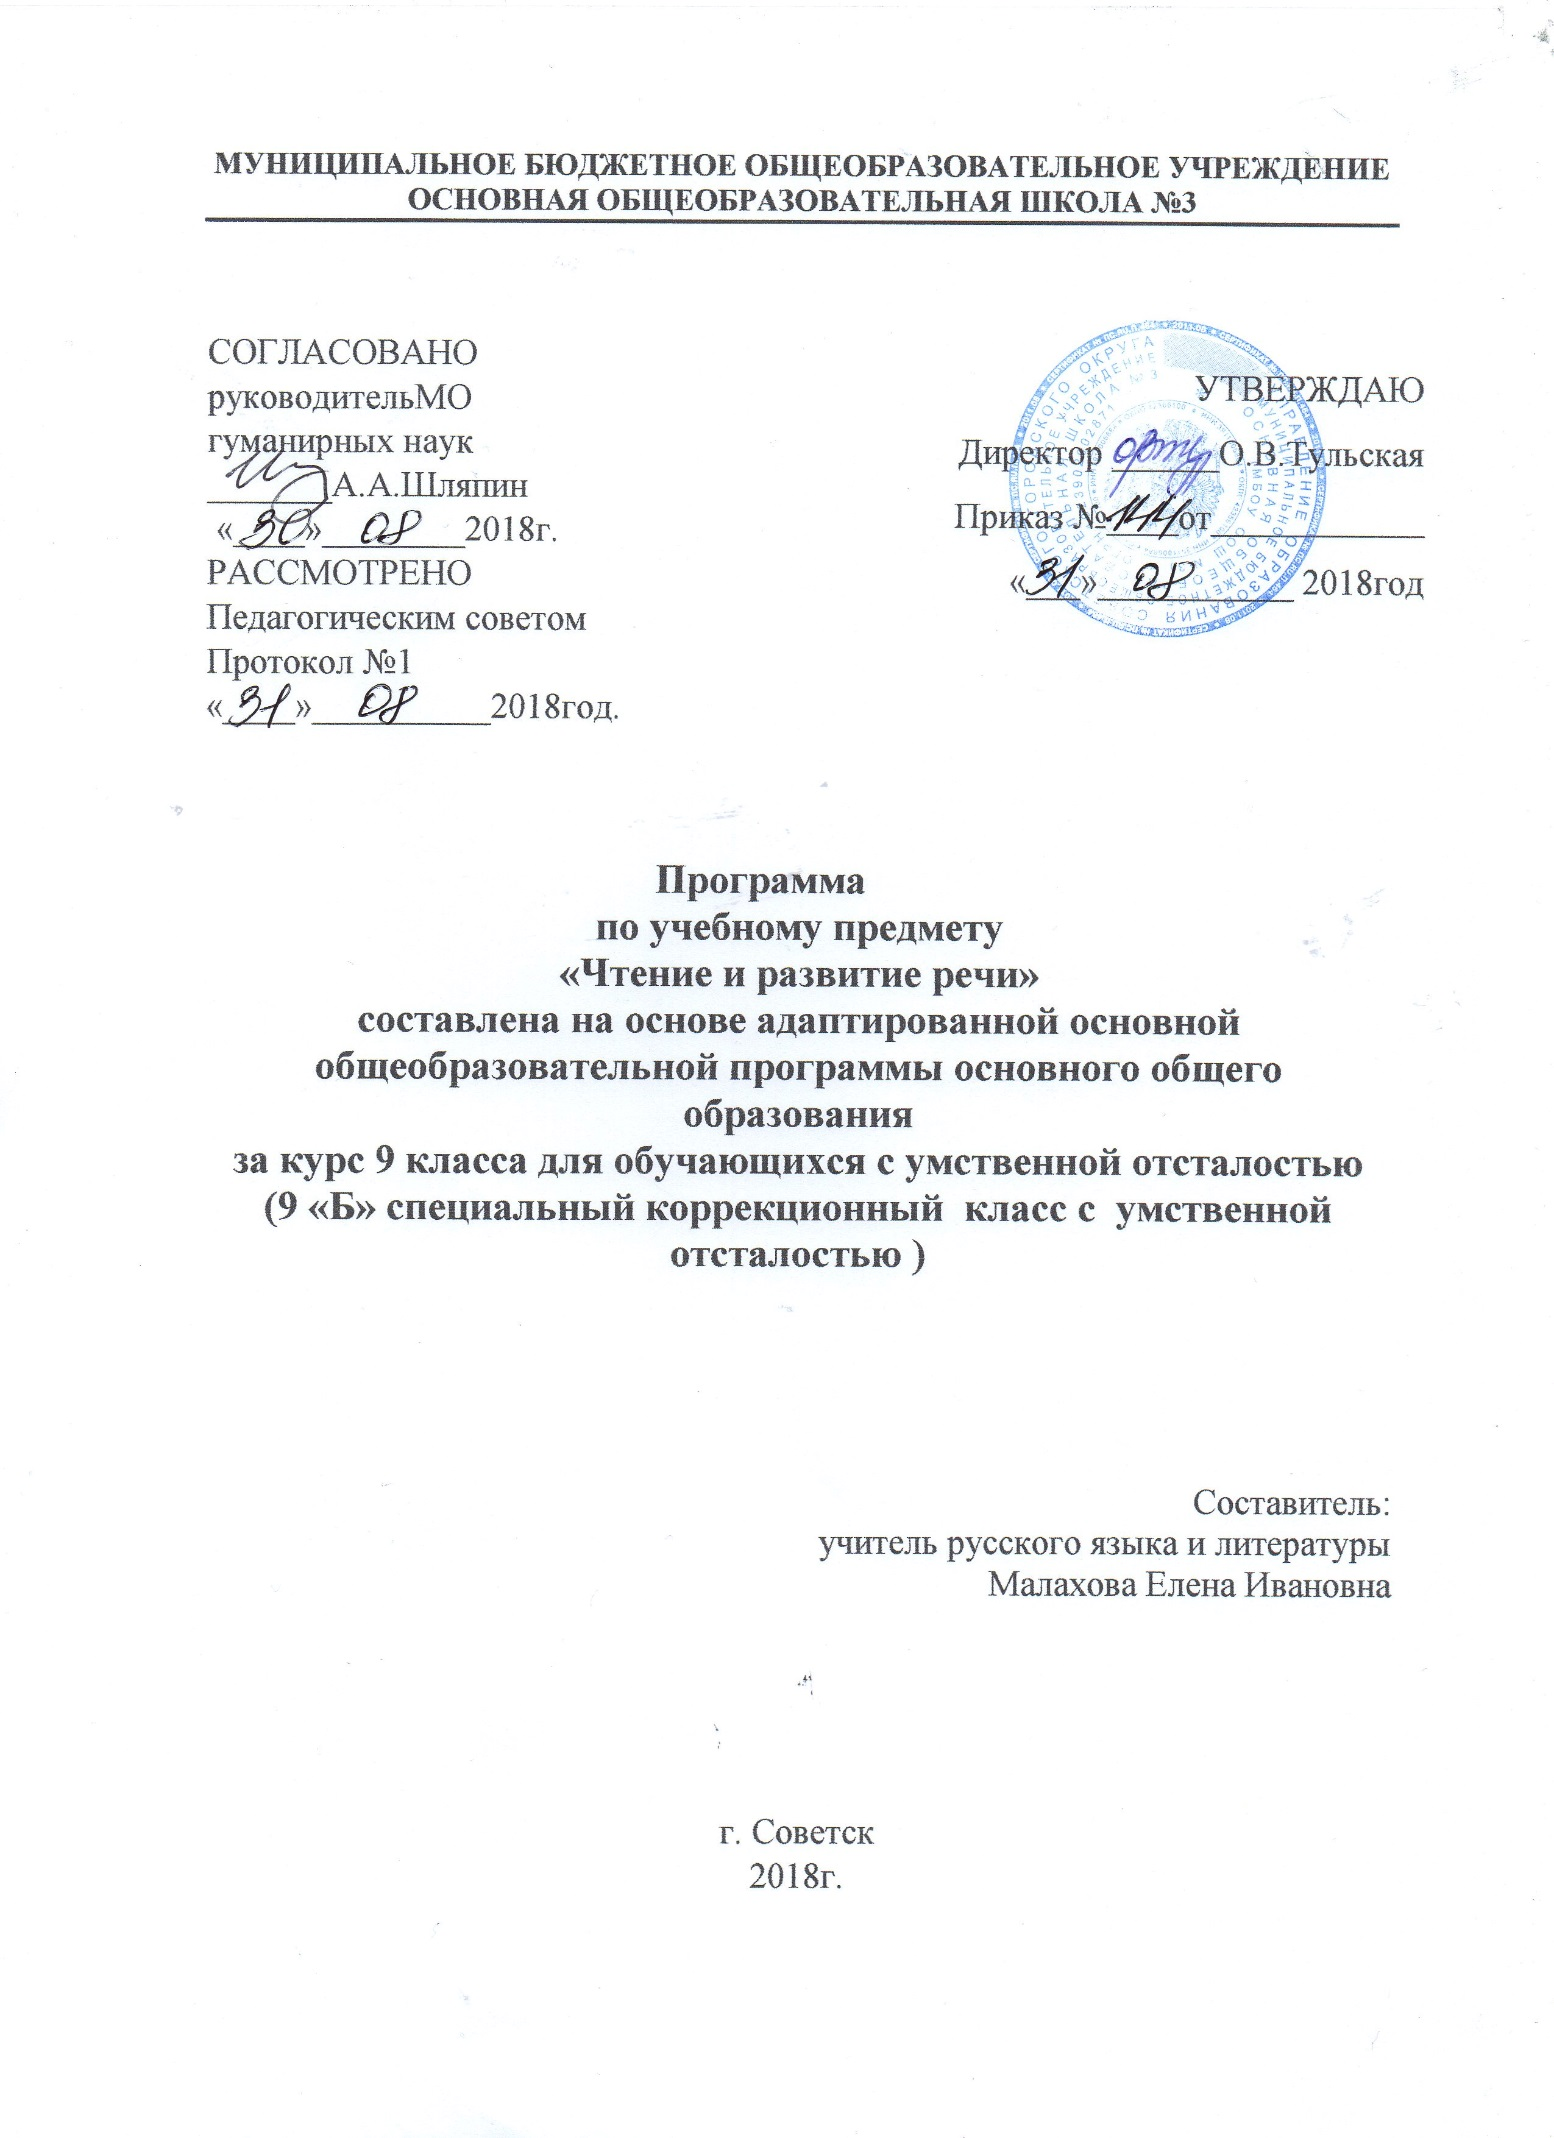 МУНИЦИПАЛЬНОЕ БЮДЖЕТНОЕ ОБЩЕОБРАЗОВАТЕЛЬНОЕ УЧРЕЖДЕНИЕ
ОСНОВНАЯ ОБЩЕОБРАЗОВАТЕЛЬНАЯ ШКОЛА №3
СОГЛАСОВАНО
руководительМО
гуманирных наук
А.А.Шляпин
«30» 08 2018г.
РАССМОТРЕНО
Педагогическим советом
Протокол №1
«31» 08 2018год.
УТВЕРЖДАЮ
Директор О.В.Тульская
Приказ № 144 от
«31» 08 2018год
Программа
по учебному предмету
«Чтение и развитие речи»
составлена на основе адаптированной основной
общеобразовательной программы основного общего
образования
за курс 9 класса для обучающихся с умственной отсталостью
(9 «Б» специальный коррекционный класс с умственной
отсталостью )
Составитель:
учитель русского языка и литературы
Малахова Елена Ивановна
г. Советск
2018г.